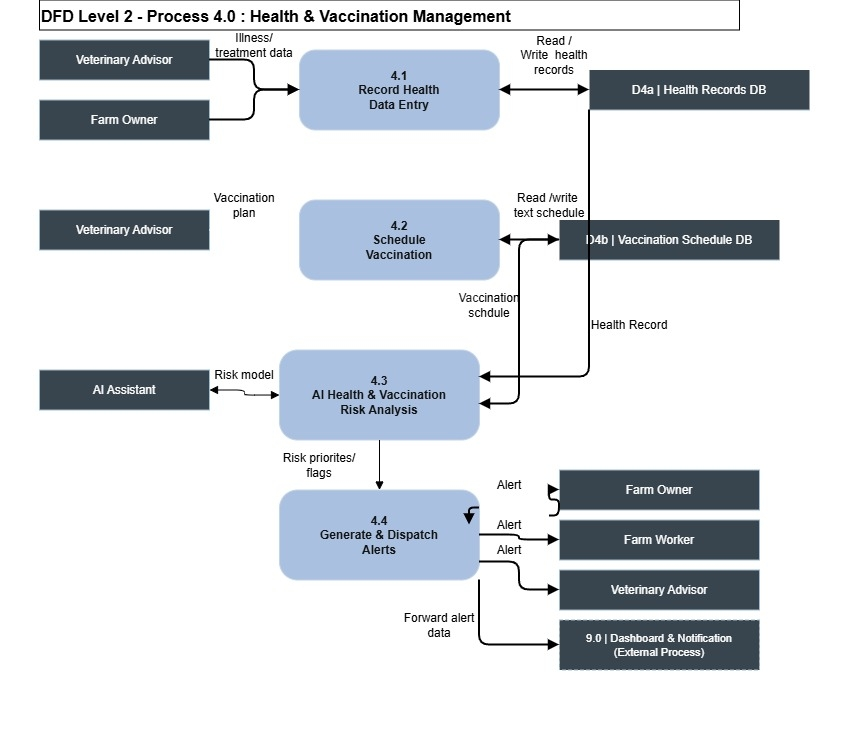 DFD Level 2 - Process 4.0 : Health & Vaccination Management
Illness/
treatment data
Veterinary Advisor
Farm Owner
4.1
Record Health
Data Entry
Read /
Write health
records
D4a | Health Records DB
Veterinary Advisor
Vaccination
plan
4.2
Schedule
Vaccination
Read /write
text schedule
D4b | Vaccination Schedule DB
Vaccination
schdule
Health Record
AI Assistant
Risk model
4.3
AI Health & Vaccination
Risk Analysis
Risk priorites/
flags
4.4
Generate & Dispatch
Alerts
Alert
Farm Owner
Alert
Farm Worker
Alert
Veterinary Advisor
Forward alert
data
9.0 | Dashboard & Notification
(External Process)